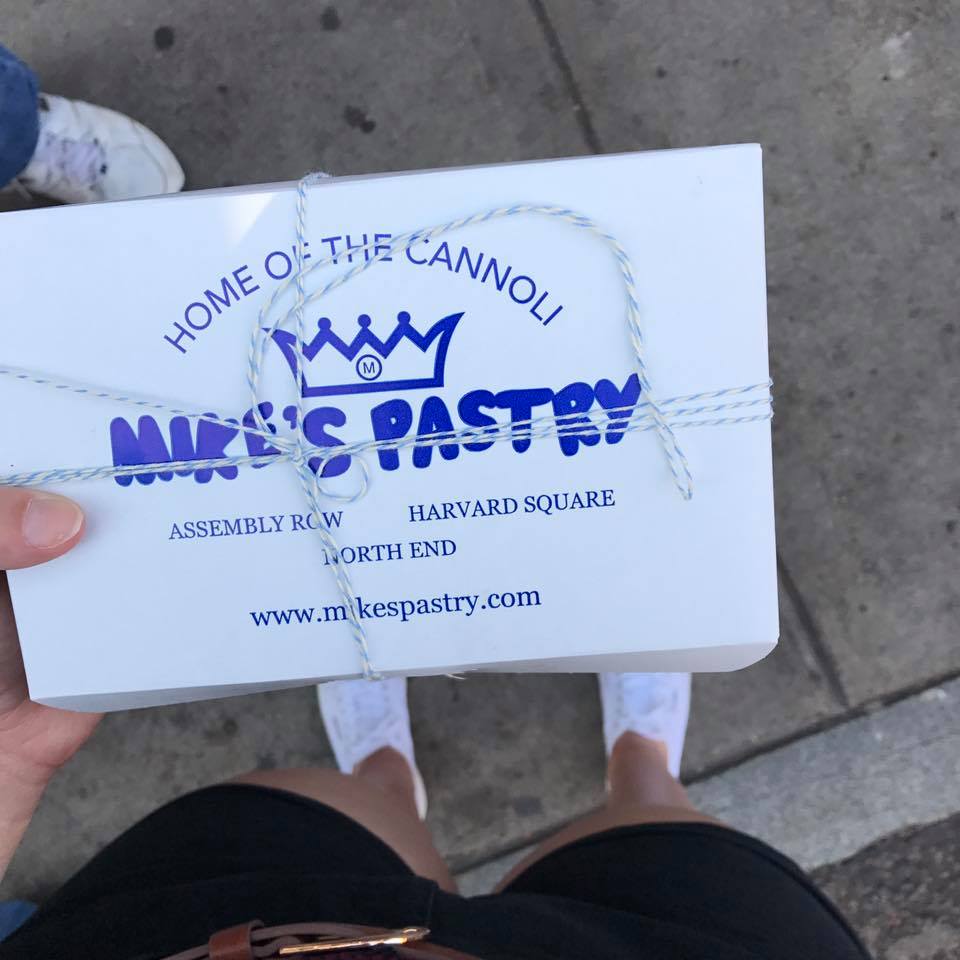 HOME OF THE CANNOLI
M
MIKE'S PASTRY
ASSEMBLY ROW HARVARD SQUARE
NORTH END
www.mikespastry.com